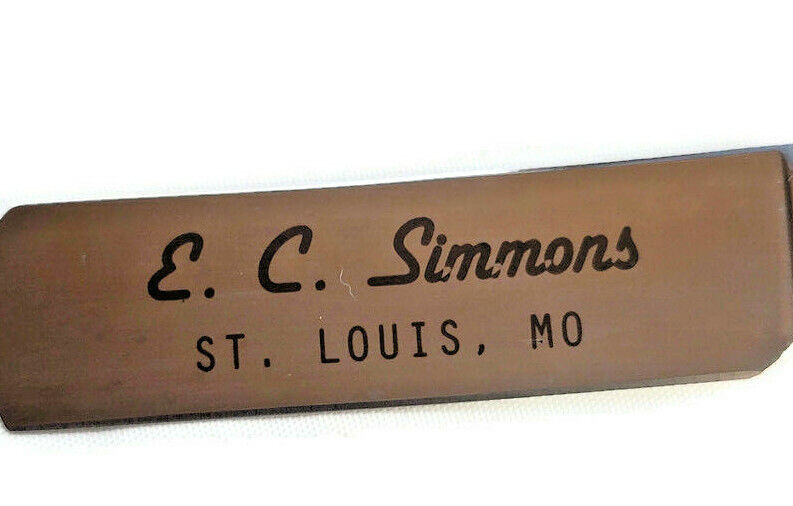 E. C. Simmons
ST. LOUIS, MO